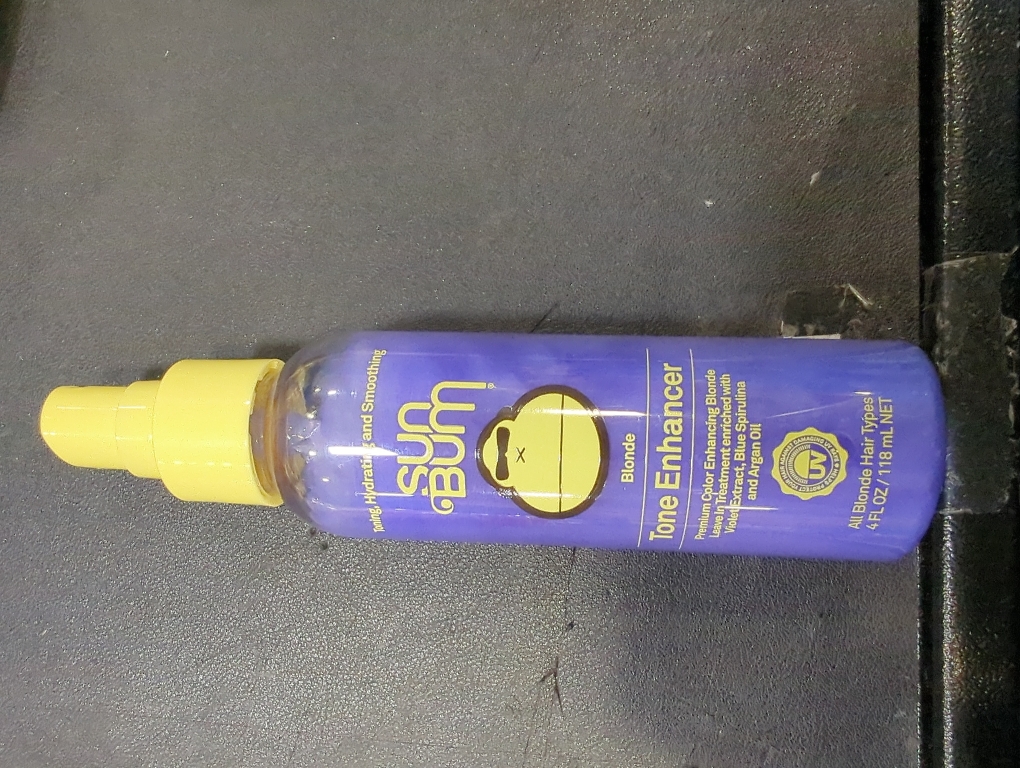 Toning, Hydrating and Smoothing
SUN
BUM®
Blonde
Tone Enhancer
Premium Color Enhancing Blonde
Leave In Treatment enriched with
Violet Extract, Blue Spirulina
and Argan Oil
UV
All Blonde Hair Types
4 FL OZ / 118 mL NET